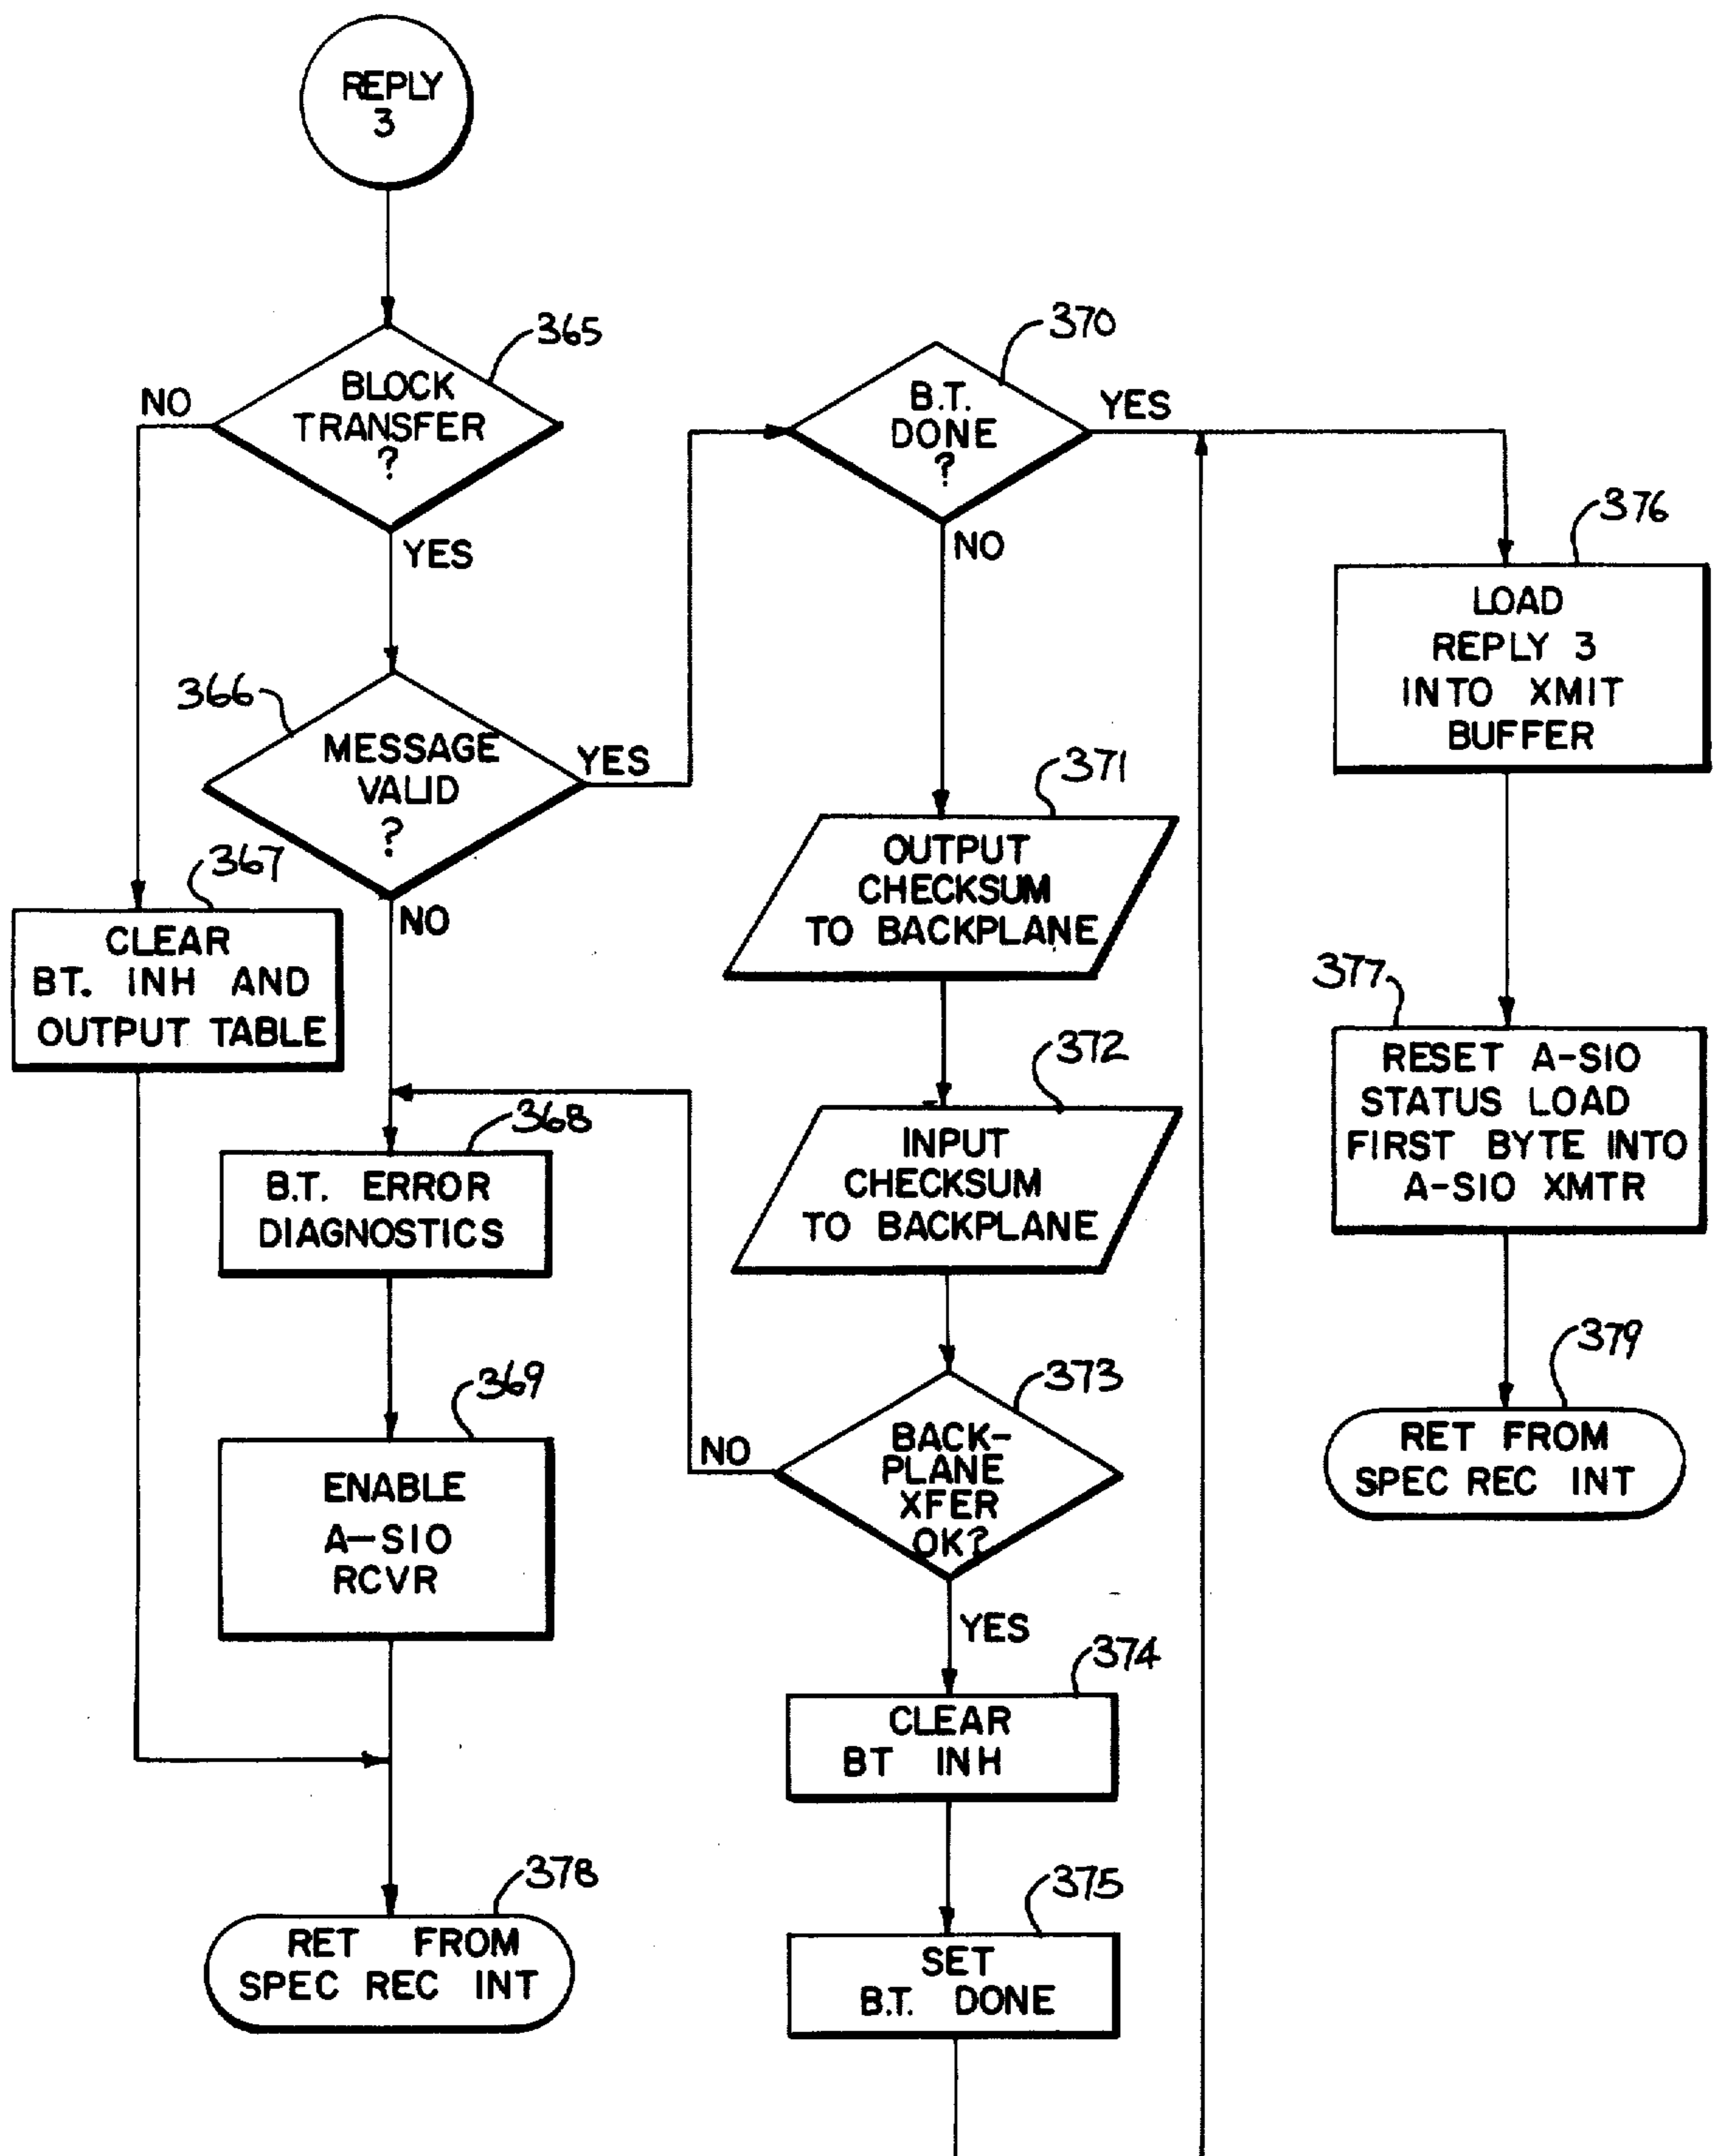 REPLY
3
365
BLOCK
TRANSFER
?
NO
YES
366
MESSAGE
VALID
?
YES
NO
367
CLEAR
BT. INH AND
OUTPUT TABLE
368
B.T. ERROR
DIAGNOSTICS
369
ENABLE
A-SIO
RCVR
378
RET FROM
SPEC REC INT
370
B.T.
DONE
?
YES
NO
371
OUTPUT
CHECKSUM
TO BACKPLANE
372
INPUT
CHECKSUM
TO BACKPLANE
373
BACK-
PLANE
XFER
OK?
NO
YES
374
CLEAR
BT INH
375
SET
B.T. DONE
376
LOAD
REPLY 3
INTO XMIT
BUFFER
377
RESET A-SIO
STATUS LOAD
FIRST BYTE INTO
A-SIO XMTR
379
RET FROM
SPEC REC INT